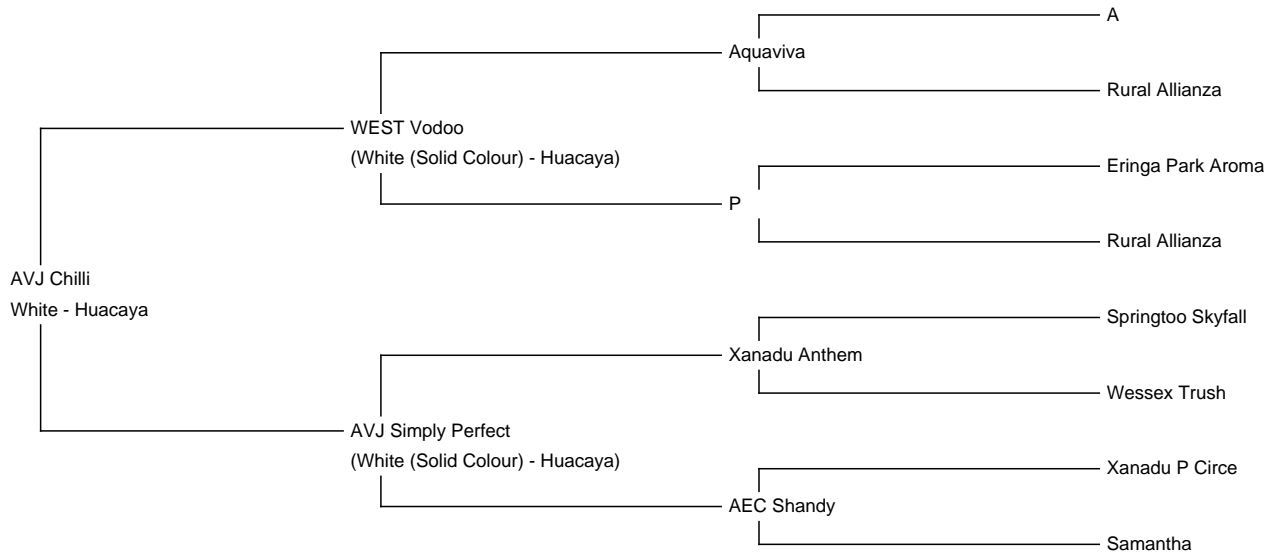 A
Aquaviva
Rural Allianza
WEST Vodoo
(White (Solid Colour) - Huacaya)
Eringa Park Aroma
P
Rural Allianza
AVJ Chilli
White - Huacaya
Springtoo Skyfall
Xanadu Anthem
Wessex Trush
AVJ Simply Perfect
(White (Solid Colour) - Huacaya)
Xanadu P Circe
AEC Shandy
Samantha